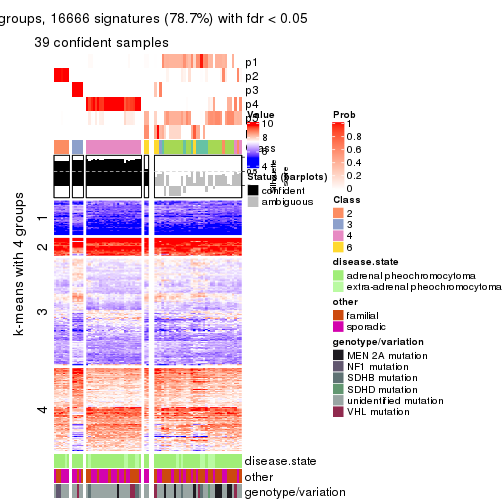 groups, 16666 signatures (78.7%) with fdr < 0.05
39 confident samples
p1
p2
p3
p4
Value
10
8
6
4
Status (barplots)
confident
ambiguous
Prob
1
0.8
0.6
0.4
0.2
0
Class
2
3
4
6
disease.state
adrenal pheochromocytoma
extra-adrenal pheochromocytoma
other
familial
sporadic
genotype/variation
MEN 2A mutation
NF1 mutation
SDHB mutation
SDHD mutation
unidentified mutation
VHL mutation
k-means with 4 groups
1
2
3
4
disease.state
other
genotype/variation